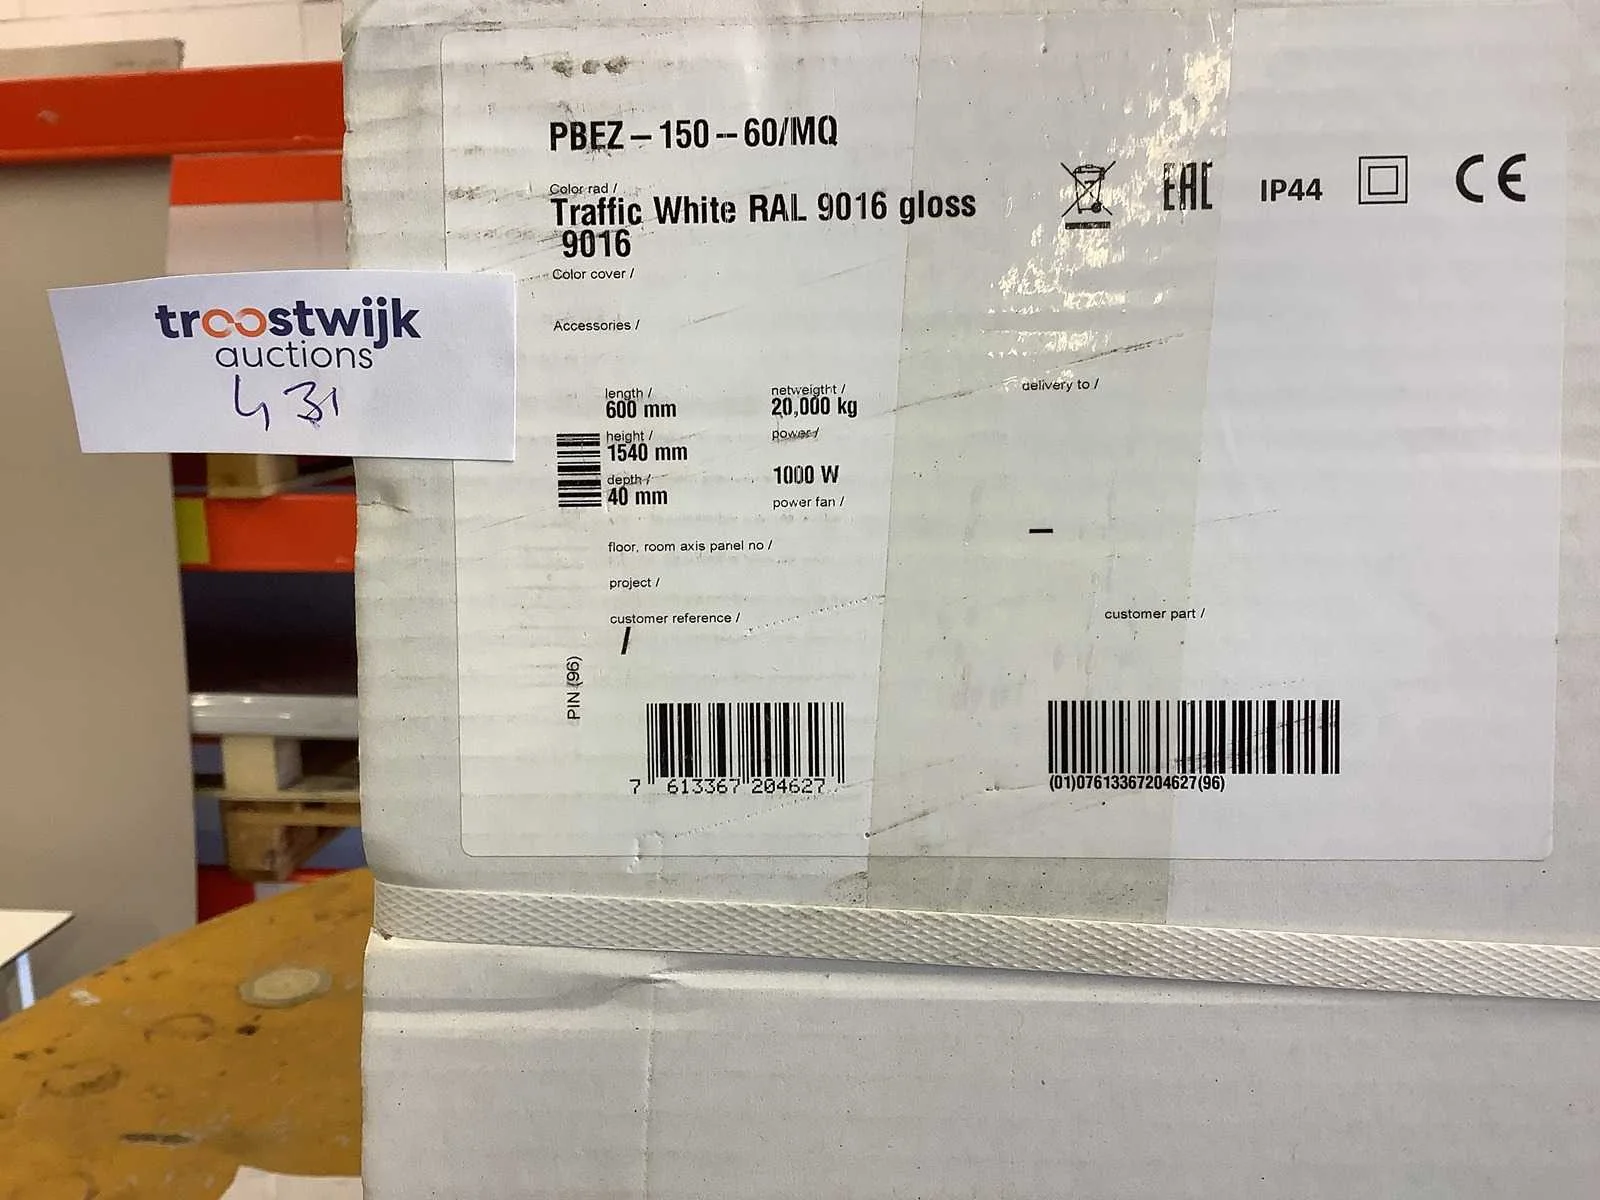 PBEZ – 150 -- 60/MQ
Color rad /
Traffic White RAL 9016 gloss
9016
Color cover /
Accessories /
EAC
IP44
CE
troostwijk
auctions
431
length /
600 mm
height /
1540 mm
depth /
40 mm
netweigtht /
20,000 kg
power /
1000 W
power fan /
delivery to /
–
floor, room axis panel no /
project /
customer reference /
/
customer part /
PIN (96)
7 613367 204627
(01)07613367204627(96)